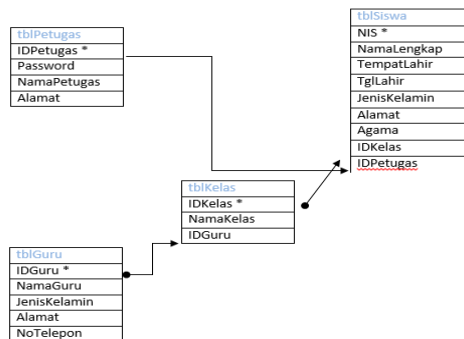 tblPetugas
IDPetugas *
Password
NamaPetugas
Alamat
tblSiswa
NIS *
NamaLengkap
TempatLahir
TglLahir
JenisKelamin
Alamat
Agama
IDKelas
IDPetugas
tblKelas
IDKelas *
NamaKelas
IDGuru
tblGuru
IDGuru *
NamaGuru
JenisKelamin
Alamat
NoTelepon